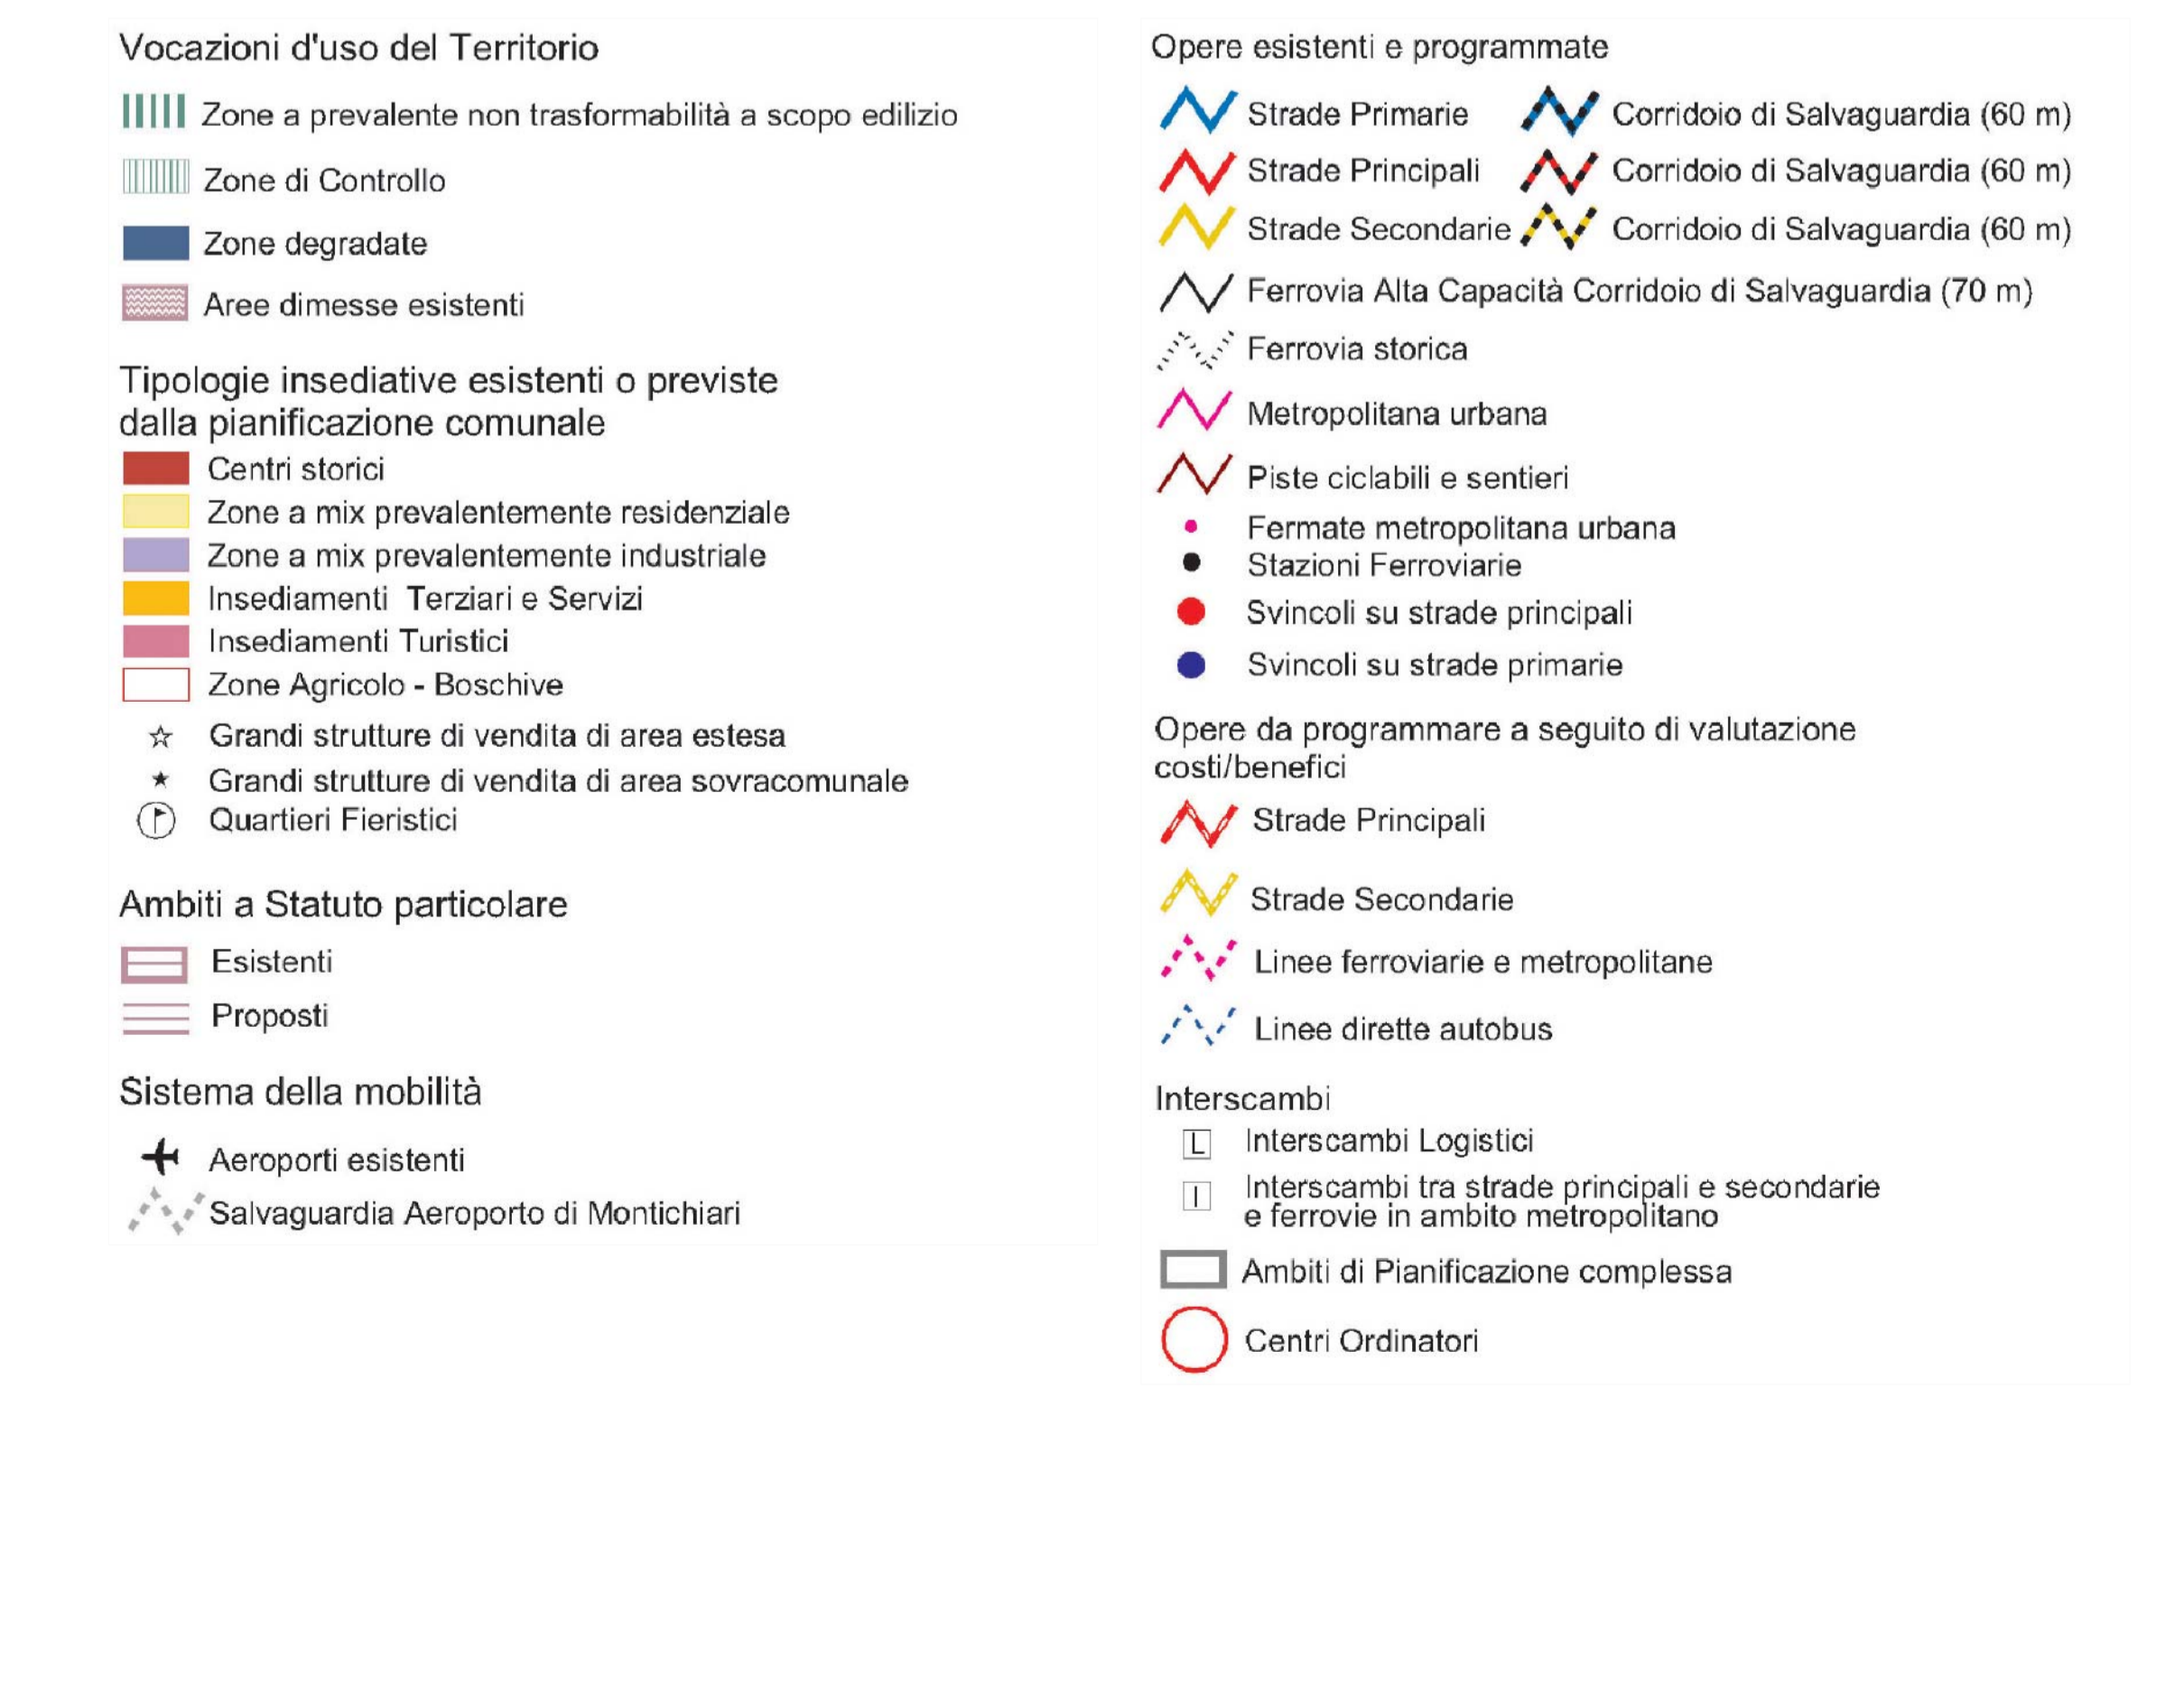 Vocazioni d'uso del Territorio
Zone a prevalente non trasformabilità a scopo edilizio
Zone di Controllo
Zone degradate
Aree dimesse esistenti
Tipologie insediative esistenti o previste
dalla pianificazione comunale
Centri storici
Zone a mix prevalentemente residenziale
Zone a mix prevalentemente industriale
Insediamenti Terziari e Servizi
Insediamenti Turistici
Zone Agricolo - Boschive
Grandi strutture di vendita di area estesa
Grandi strutture di vendita di area sovracomunale
Quartieri Fieristici
Ambiti a Statuto particolare
Esistenti
Proposti
Sistema della mobilità
Aeroporti esistenti
Salvaguardia Aeroporto di Montichiari
Opere esistenti e programmate
Strade Primarie Corridoio di Salvaguardia (60 m)
Strade Principali Corridoio di Salvaguardia (60 m)
Strade Secondarie Corridoio di Salvaguardia (60 m)
Ferrovia Alta Capacità Corridoio di Salvaguardia (70 m)
Ferrovia storica
Metropolitana urbana
Piste ciclabili e sentieri
Fermate metropolitana urbana
Stazioni Ferroviarie
Svincoli su strade principali
Svincoli su strade primarie
Opere da programmare a seguito di valutazione
costi/benefici
Strade Principali
Strade Secondarie
Linee ferroviarie e metropolitane
Linee dirette autobus
Interscambi
L Interscambi Logistici
I Interscambi tra strade principali e secondarie
e ferrovie in ambito metropolitano
Ambiti di Pianificazione complessa
Centri Ordinatori